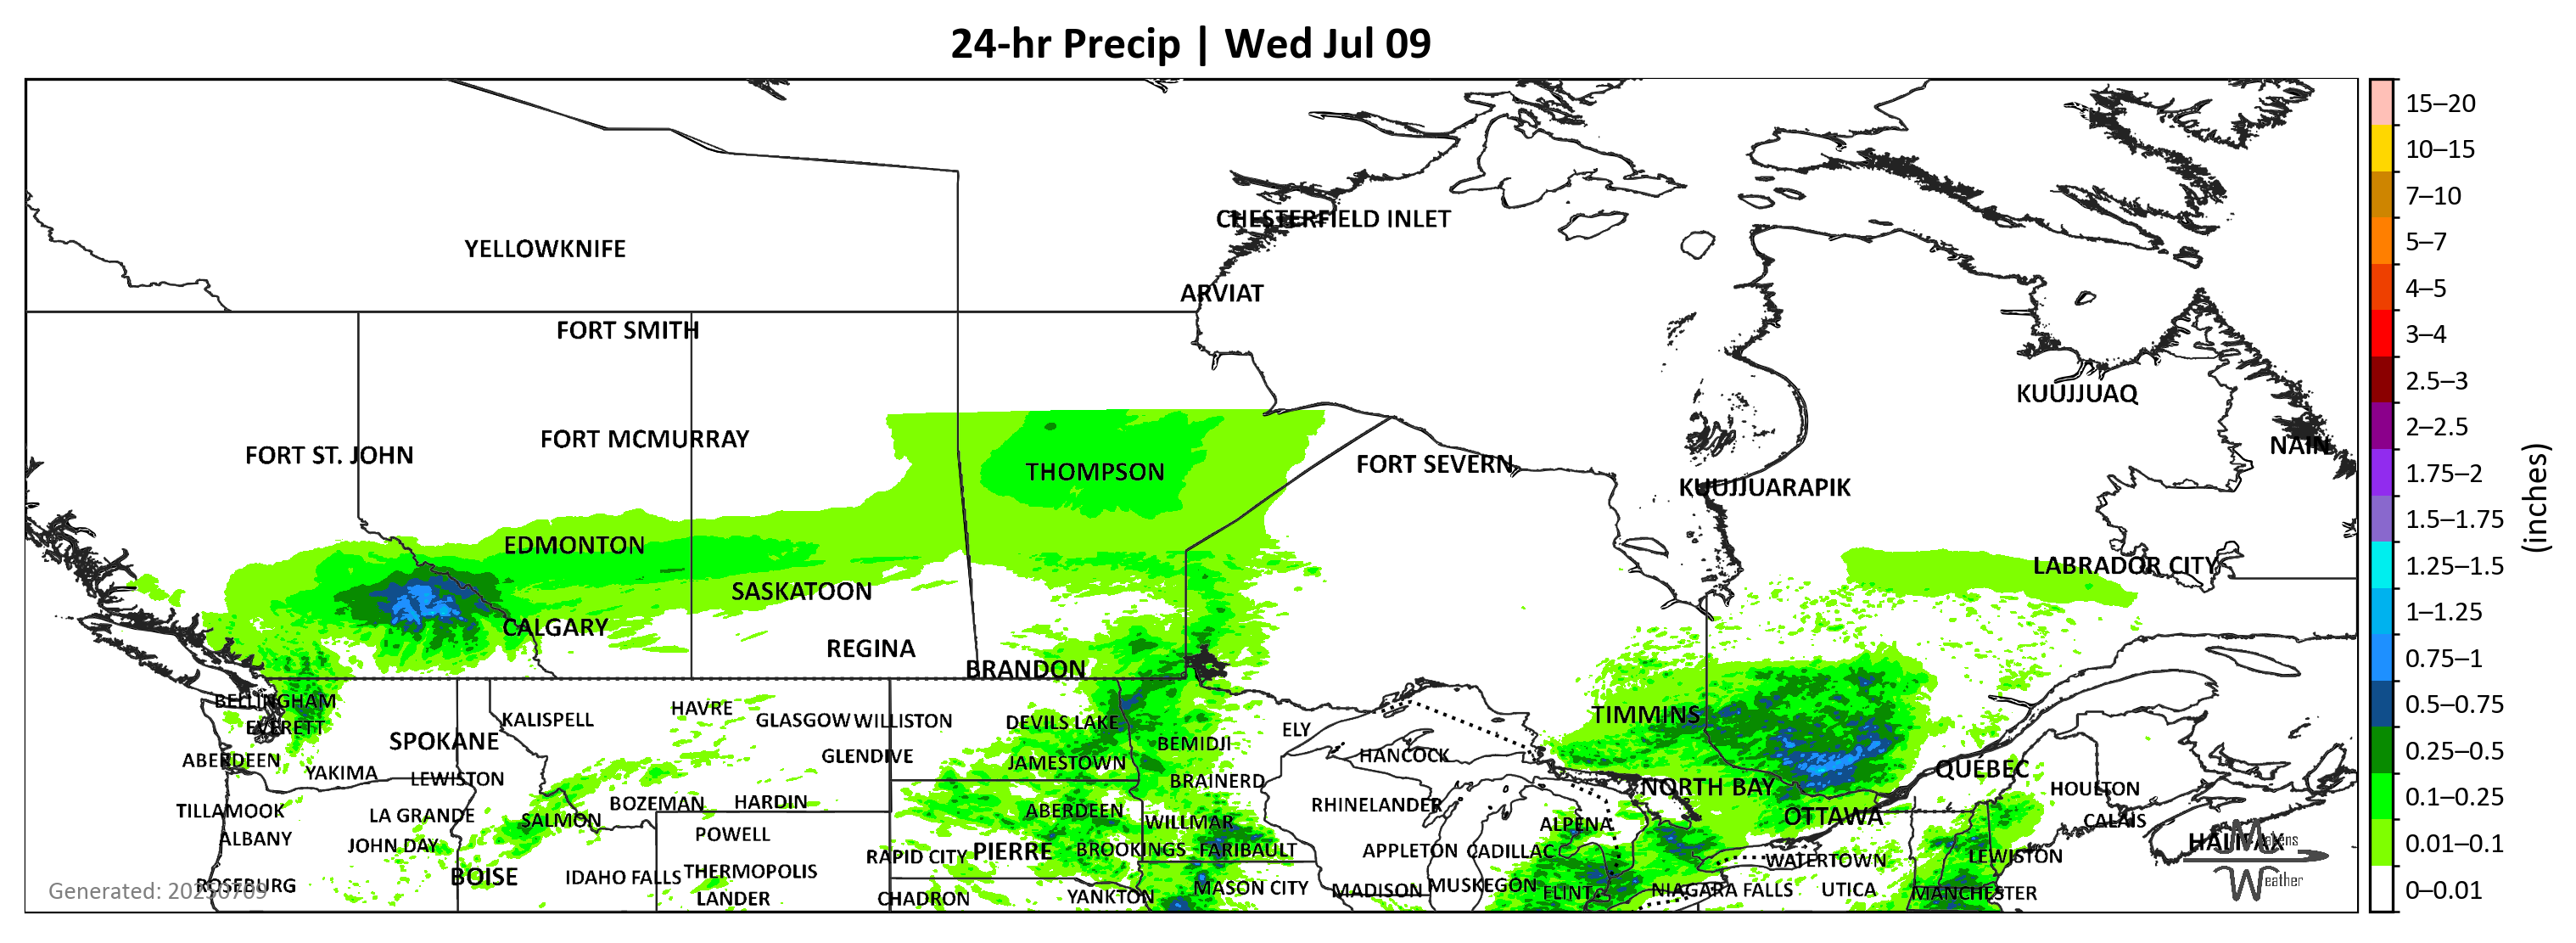 24-hr Precip | Wed Jul 09
15–20
10–15
7–10
5–7
4–5
3–4
2.5–3
2–2.5
1.75–2
1.5–1.75
1.25–1.5
1–1.25
0.75–1
0.5–0.75
0.25–0.5
0.1–0.25
0.01–0.1
0–0.01
(inches)
CHESTERFIELD INLET
YELLOWKNIFE
ARVIAT
FORT SMITH
KUUJJUAQ
FORT MCMURRAY
NAIN
FORT ST. JOHN
FORT SEVERN
THOMPSON
KUUJJUARAPIK
EDMONTON
LABRADOR CITY
SASKATOON
CALGARY
REGINA
BRANDON
BELLINGHAM
HAVRE
TIMMINS
KALISPELL
GLASGOW
WILLISTON
DEVILS LAKE
EVERETT
ELY
SPOKANE
BEMIDJI
GLENDIVE
HANCOCK
ABERDEEN
JAMESTOWN
QUÉBEC
YAKIMA
LEWISTON
BRAINERD
NORTH BAY
HOULTON
BOZEMAN
HARDIN
RHINELANDER
TILLAMOOK
LA GRANDE
SALMON
ABERDEEN
WILLMAR
ALPENA
OTTAWA
CALAIS
ALBANY
JOHN DAY
POWELL
HALIFAX
RAPID CITY
PIERRE
BROOKINGS
FARIBAULT
APPLETON
CADILLAC
WATERTOWN
LEWISTON
BOISE
IDAHO FALLS
THERMOPOLIS
ROSEBURG
MASON CITY
MADISON
MUSKEGON
FLINT
NIAGARA FALLS
UTICA
MANCHESTER
LANDER
CHADRON
YANKTON
Generated: 20250709
Weather